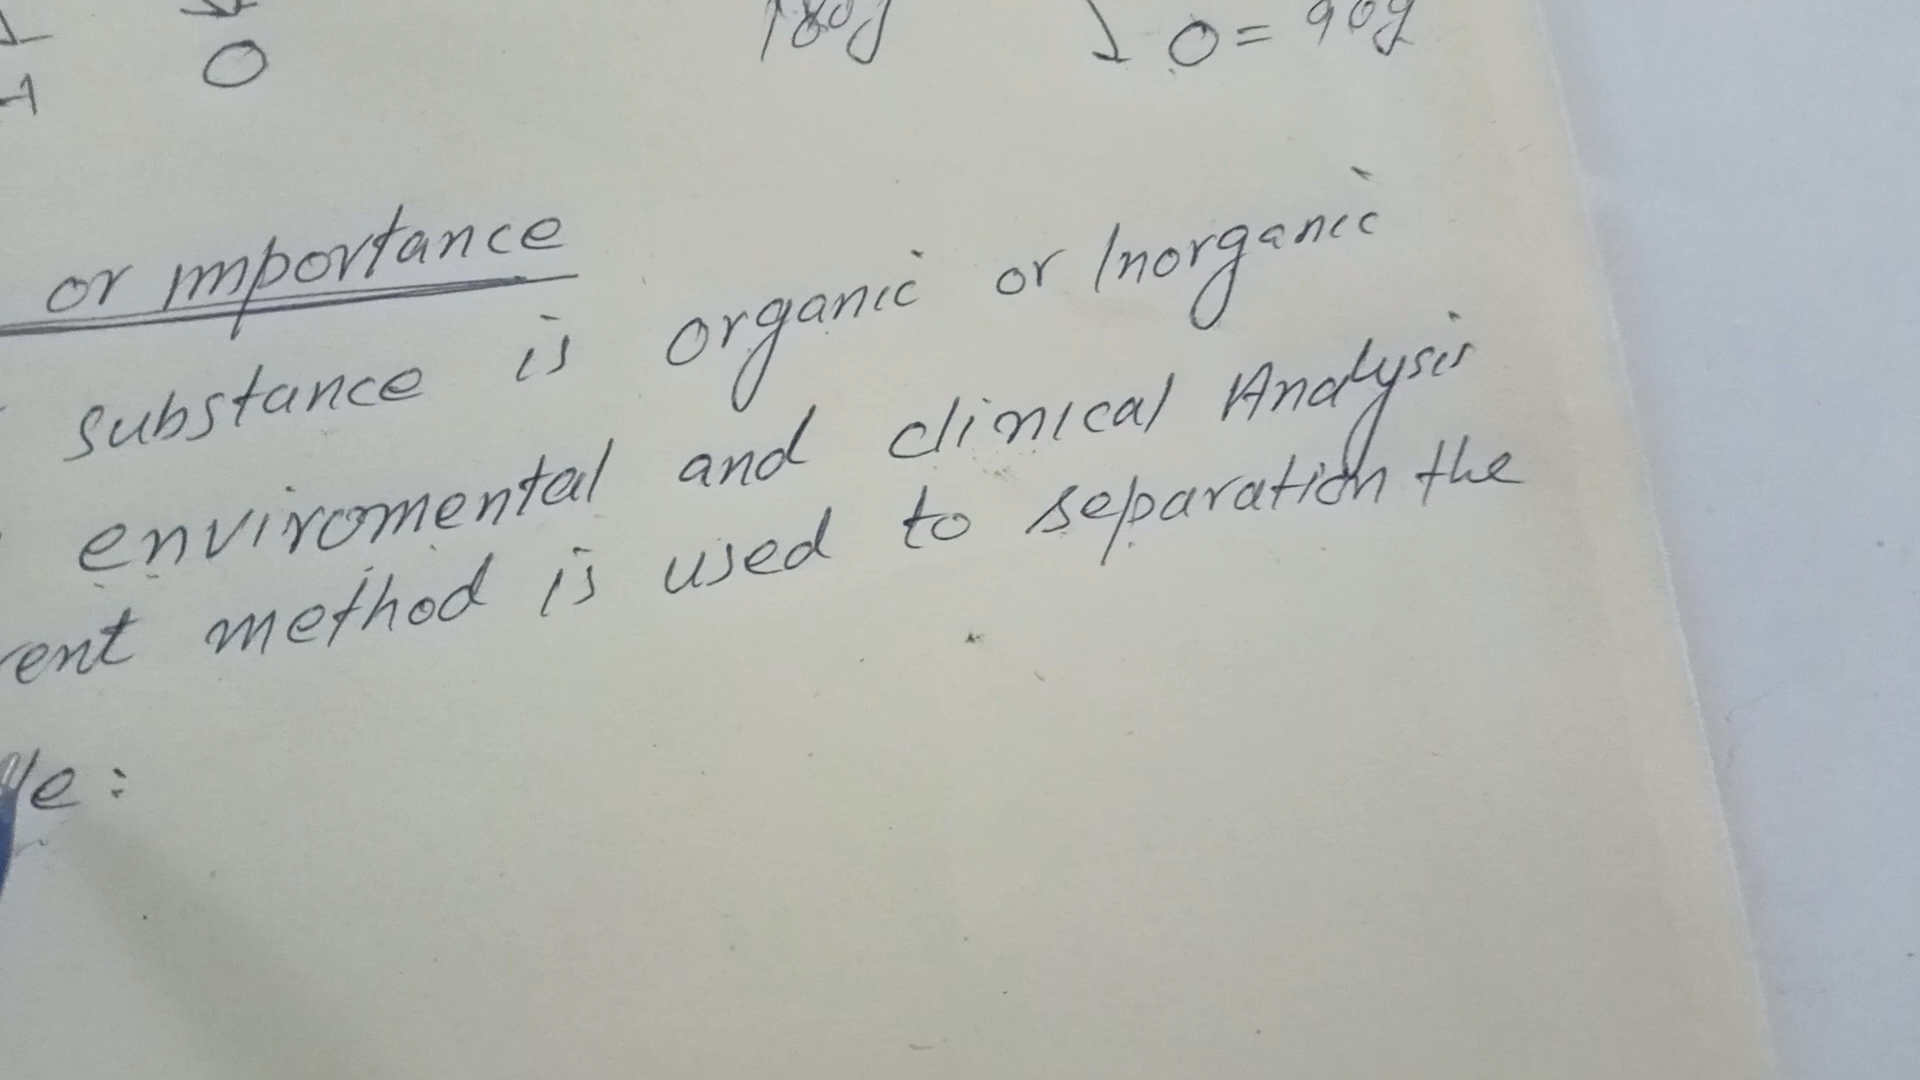 O 180g O = 90g
or importance
substance is organic or Inorganic
enviromental and clinical Analysis
ent method is used to separation the
le: